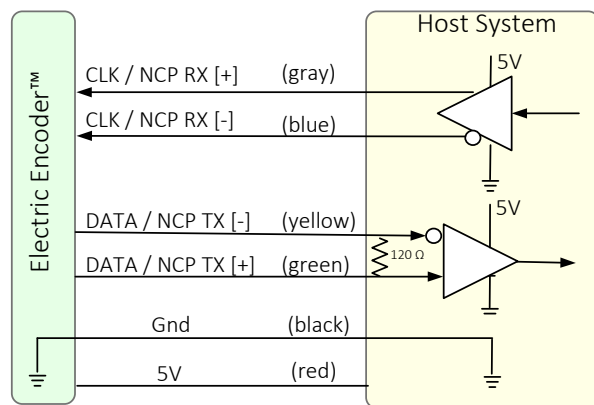 Host System
Electric Encoder™
CLK / NCP RX [+] (gray)
5V
CLK / NCP RX [-] (blue)
DATA / NCP TX [-] (yellow)
5V
120 Ω
DATA / NCP TX [+] (green)
Gnd (black)
5V (red)